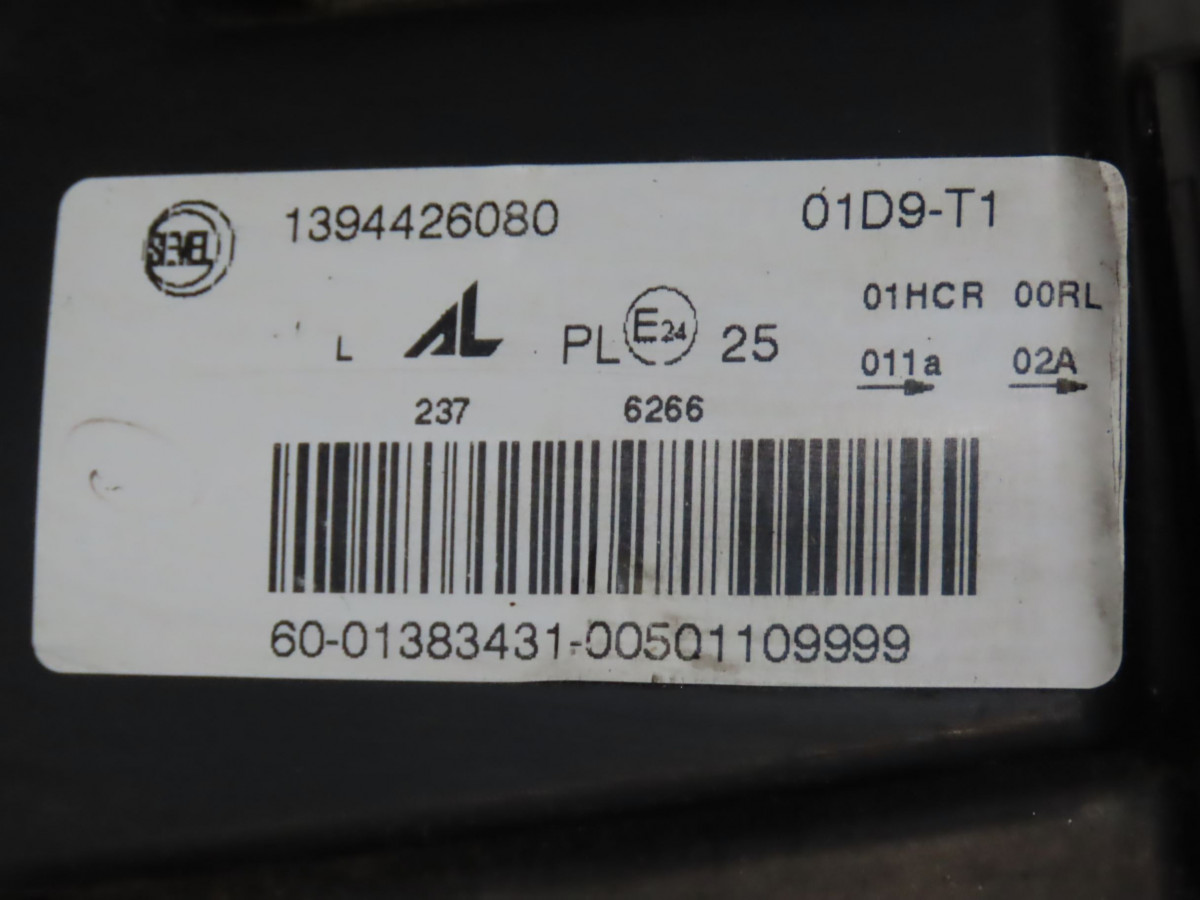 SEVEL 1394426080 01D9-T1
01HCR 00RL
L AL PL E24 25
011a 02A
237 6266
60-01383431-00501109999